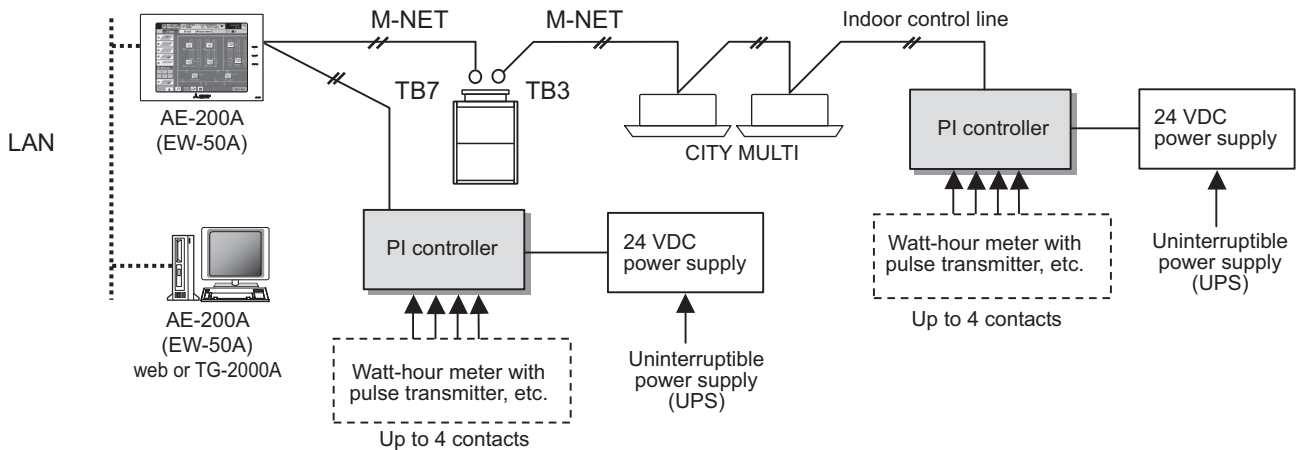 M-NET
M-NET
Indoor control line
TB7
TB3
LAN
AE-200A
(EW-50A)
CITY MULTI
PI controller
24 VDC
power supply
Watt-hour meter with
pulse transmitter, etc.
Up to 4 contacts
Uninterruptible
power supply
(UPS)
AE-200A
(EW-50A)
web or TG-2000A
PI controller
24 VDC
power supply
Watt-hour meter with
pulse transmitter, etc.
Up to 4 contacts
Uninterruptible
power supply
(UPS)